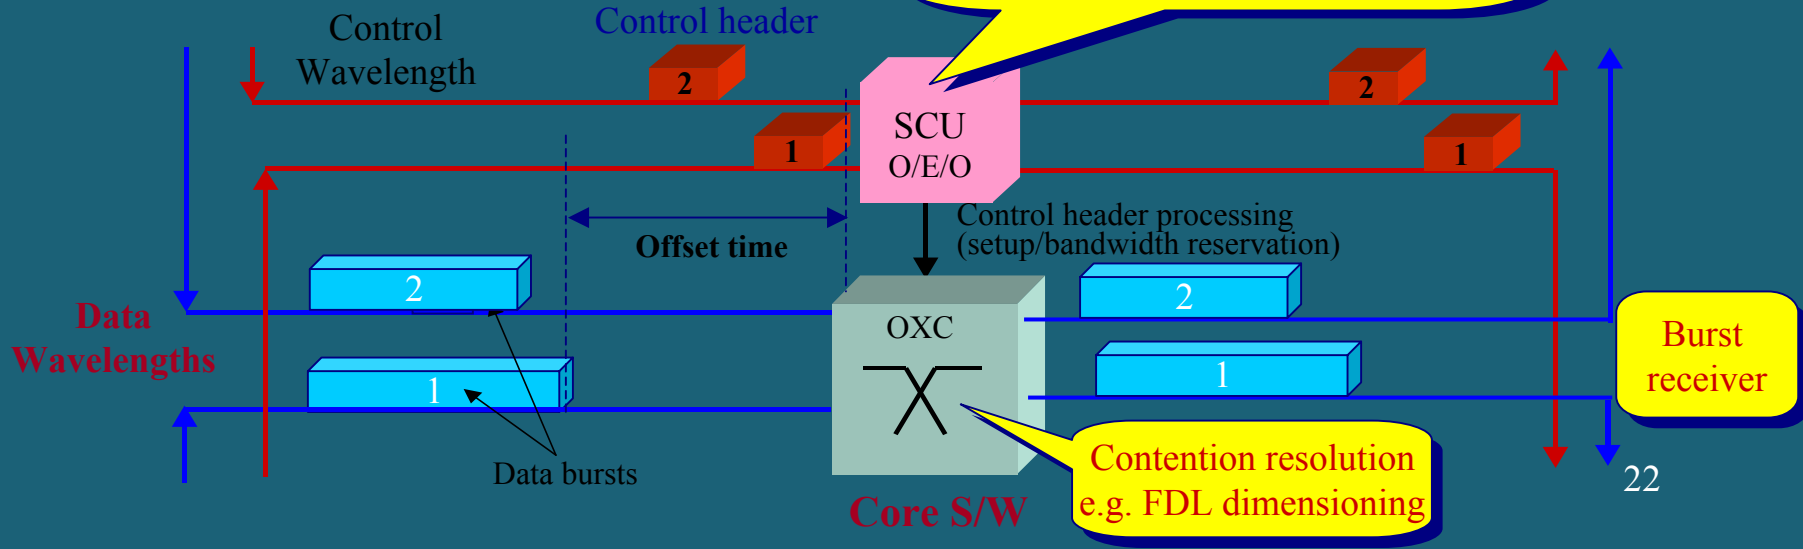 Control header
Control
Wavelength
2
2
1
1
SCU
O/E/O
Control header processing
(setup/bandwidth reservation)
Offset time
2
2
Data
Wavelengths
OXC
Burst
receiver
1
1
Contention resolution
e.g. FDL dimensioning
Data bursts
22
Core S/W